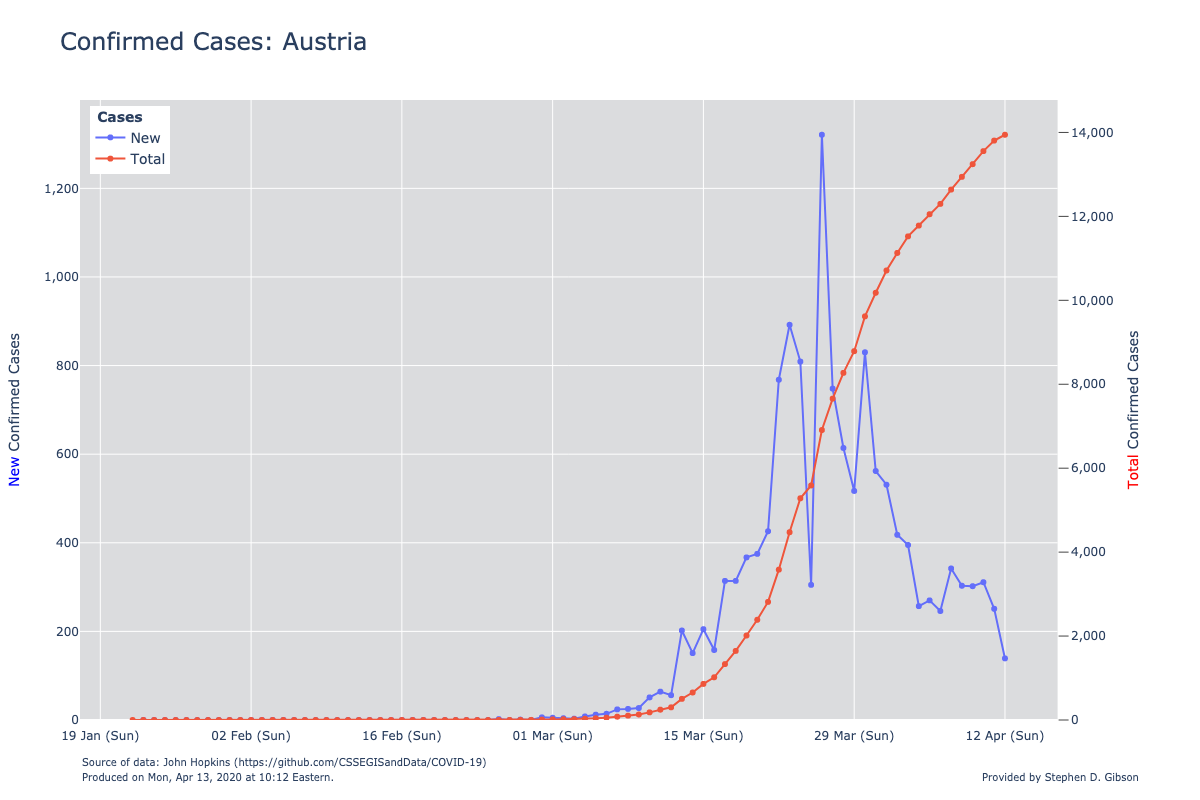 Confirmed Cases: Austria
Cases
New
Total
1,200
1,000
800
600
400
200
0
New Confirmed Cases
14,000
12,000
10,000
8,000
6,000
4,000
2,000
0
Total Confirmed Cases
19 Jan (Sun) 02 Feb (Sun) 16 Feb (Sun) 01 Mar (Sun) 15 Mar (Sun) 29 Mar (Sun) 12 Apr (Sun)
Source of data: John Hopkins (https://github.com/CSSEGISandData/COVID-19)
Produced on Mon, Apr 13, 2020 at 10:12 Eastern.
Provided by Stephen D. Gibson